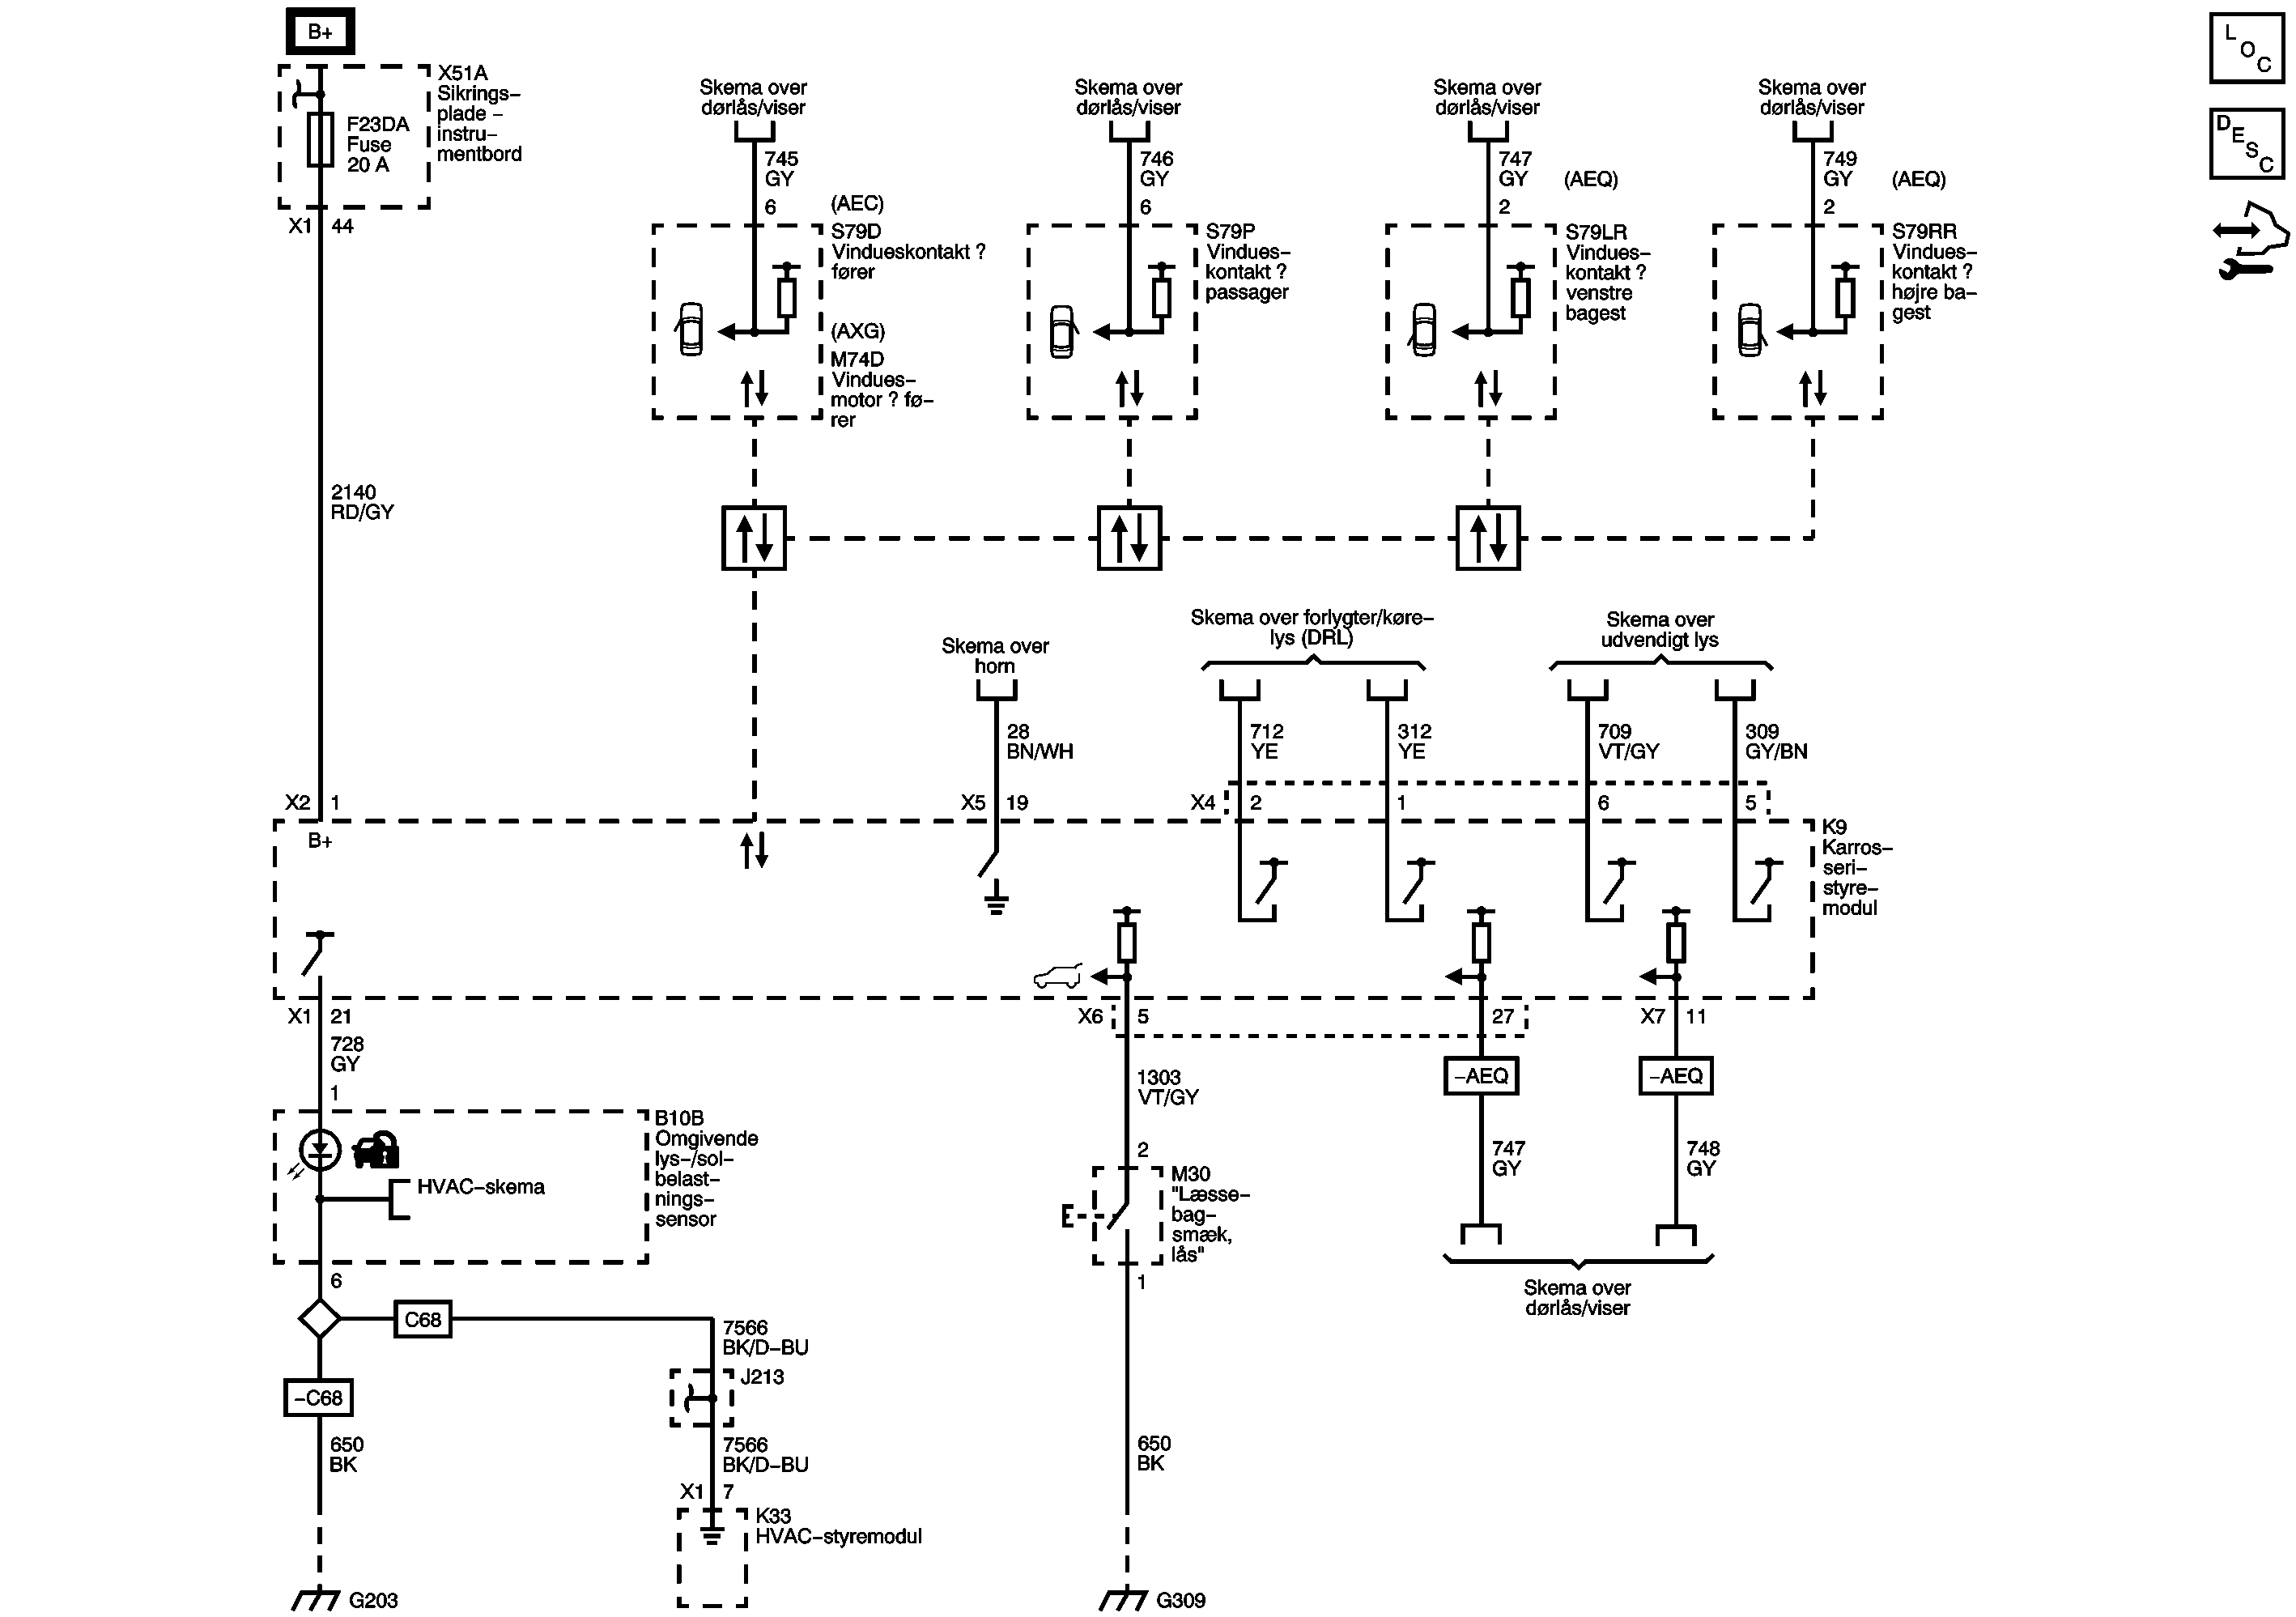 B+
X51A
Sikrings–
plade –
instru–
mentbord
F23DA
Fuse
20 A
X1 44
2140
RD/GY
Skema over
dørlås/viser
745
GY
6
(AEC)
S79D
Vindueskontakt ?
fører
(AXG)
M74D
Vindues–
motor ? fø–
rer
Skema over
dørlås/viser
746
GY
6
S79P
Vindues–
kontakt ?
passager
Skema over
dørlås/viser
747
GY
(AEQ)
2
S79LR
Vindues–
kontakt ?
venstre
bagest
Skema over
dørlås/viser
749
GY
(AEQ)
2
S79RR
Vindues–
kontakt ?
højre ba–
gest
L
O
C
D
E
S
C
Skema over
horn
28
BN/WH
X5 19
Skema over forlygter/køre–
lys (DRL)
712
YE
312
YE
Skema over
udvendigt lys
709
VT/GY
309
GY/BN
X4 2 1 6 5
X2 1
B+
K9
Karros–
seri–
styre–
modul
X1 21
728
GY
1
B10B
Omgivende
lys–/sol–
belast–
nings–
sensor
HVAC–skema
6
C68
–C68
650
BK
G203
7566
BK/D–BU
J213
7566
BK/D–BU
X1 7
K33
HVAC–styremodul
X6 5 27
1303
VT/GY
2
M30
"Læsse–
bag–
smæk,
lås"
1
650
BK
G309
X7 11
–AEQ
–AEQ
747
GY
748
GY
Skema over
dørlås/viser